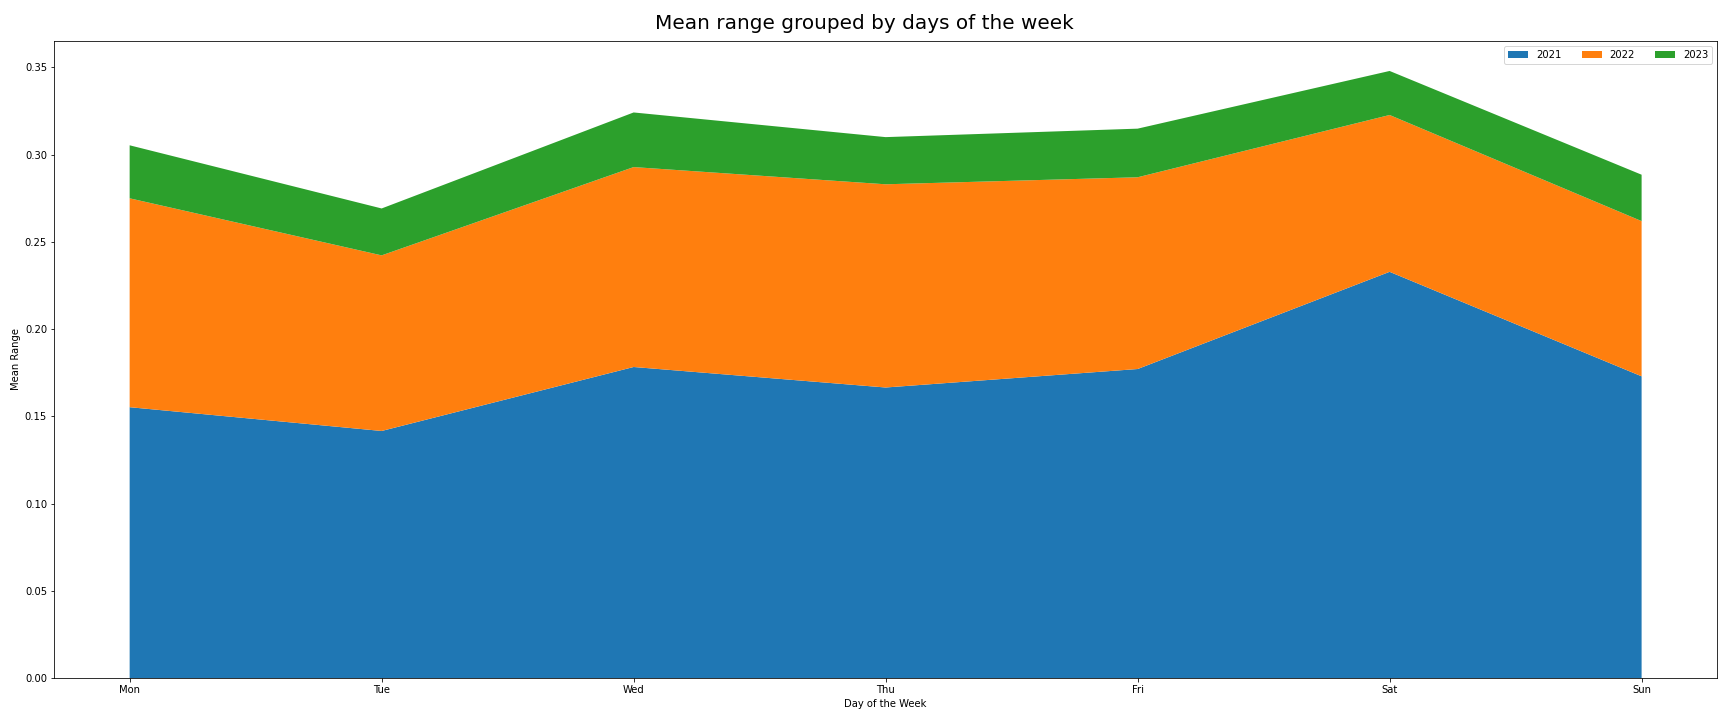 Mean range grouped by days of the week
2021 2022 2023
0.35
0.30
0.25
0.20
0.15
0.10
0.05
0.00
Mean Range
Mon Tue Wed Thu Fri Sat Sun
Day of the Week